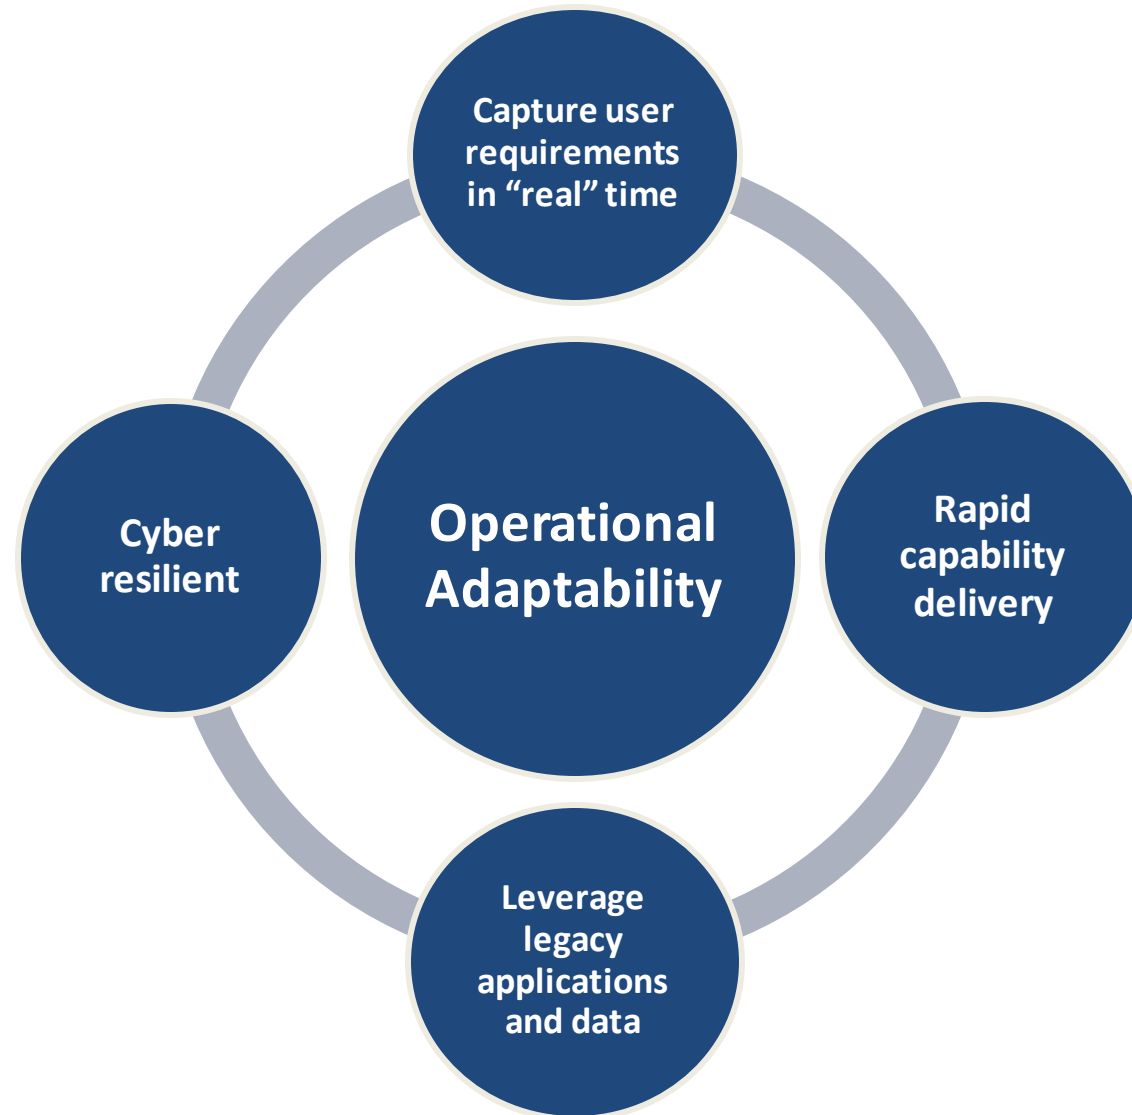 Capture user
requirements
in “real” time
Cyber
resilient
Operational
Adaptability
Rapid
capability
delivery
Leverage
legacy
applications
and data